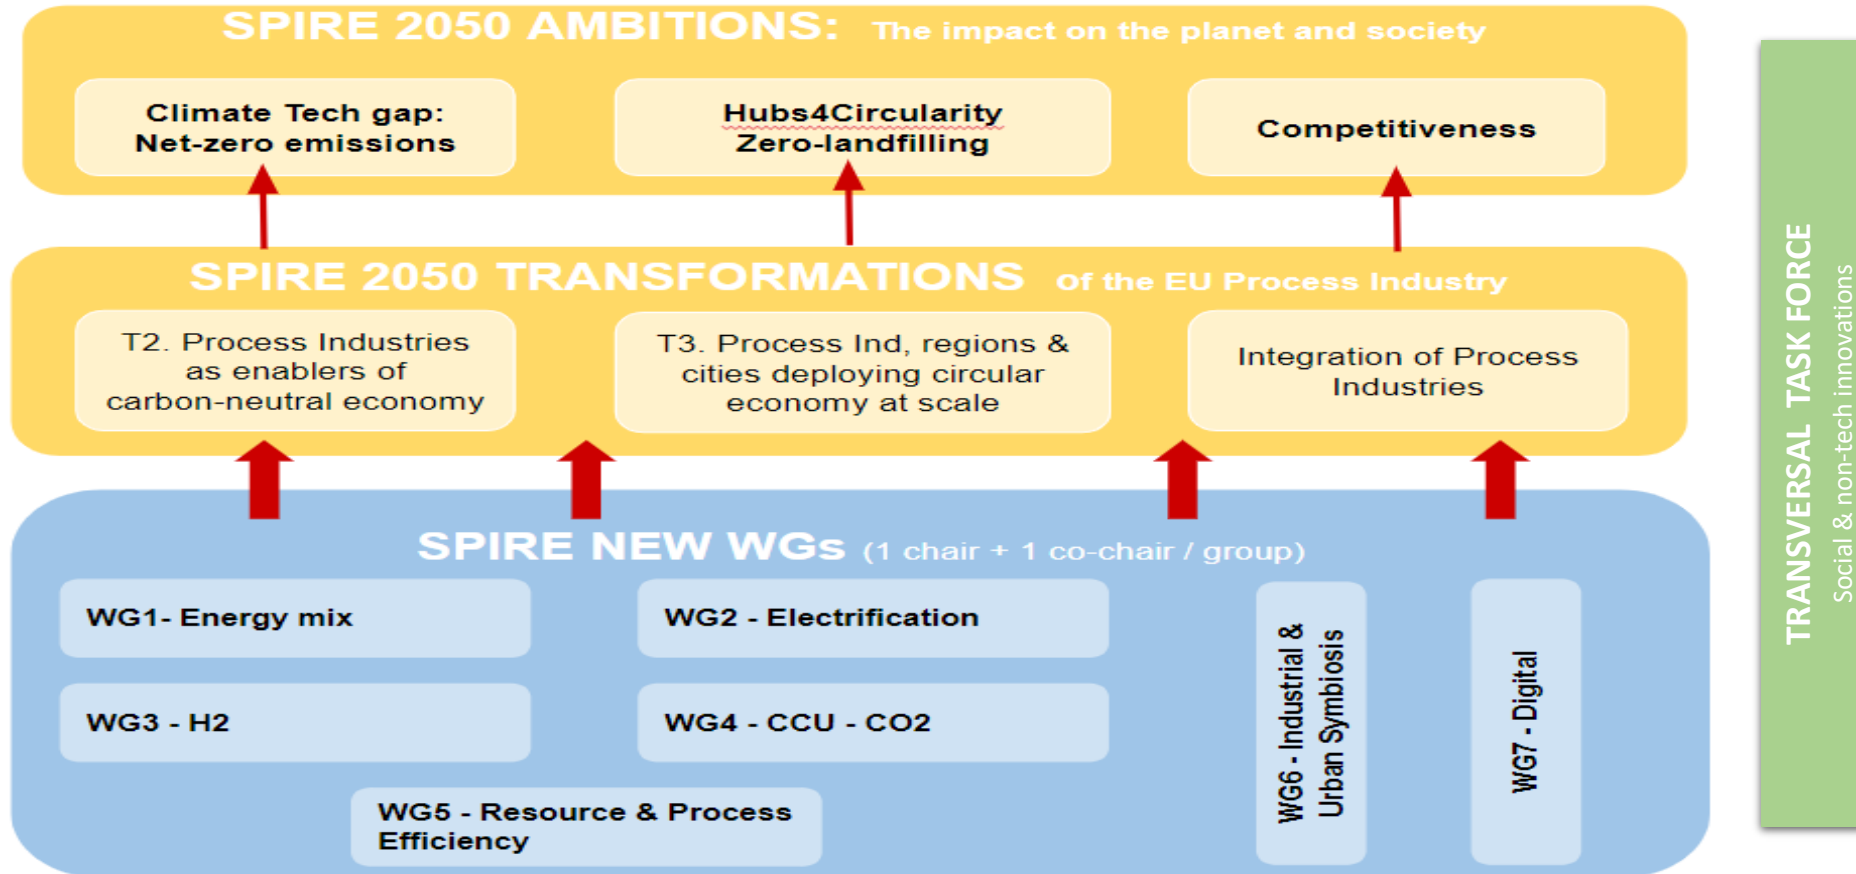 SPIRE 2050 AMBITIONS: The impact on the planet and society
Climate Tech gap:
Net-zero emissions
Hubs4Circularity
Zero-landfilling
Competitiveness
SPIRE 2050 TRANSFORMATIONS of the EU Process Industry
T2. Process Industries
as enablers of
carbon-neutral economy
T3. Process Ind, regions &
cities deploying circular
economy at scale
Integration of Process
Industries
SPIRE NEW WGs (1 chair + 1 co-chair / group)
WG1- Energy mix
WG2 - Electrification
WG3 - H2
WG4 - CCU - CO2
WG5 - Resource & Process
Efficiency
WG6 - Industrial &
Urban Symbiosis
WG7 - Digital
TRANSVERSAL TASK FORCE
Social & non-tech innovations